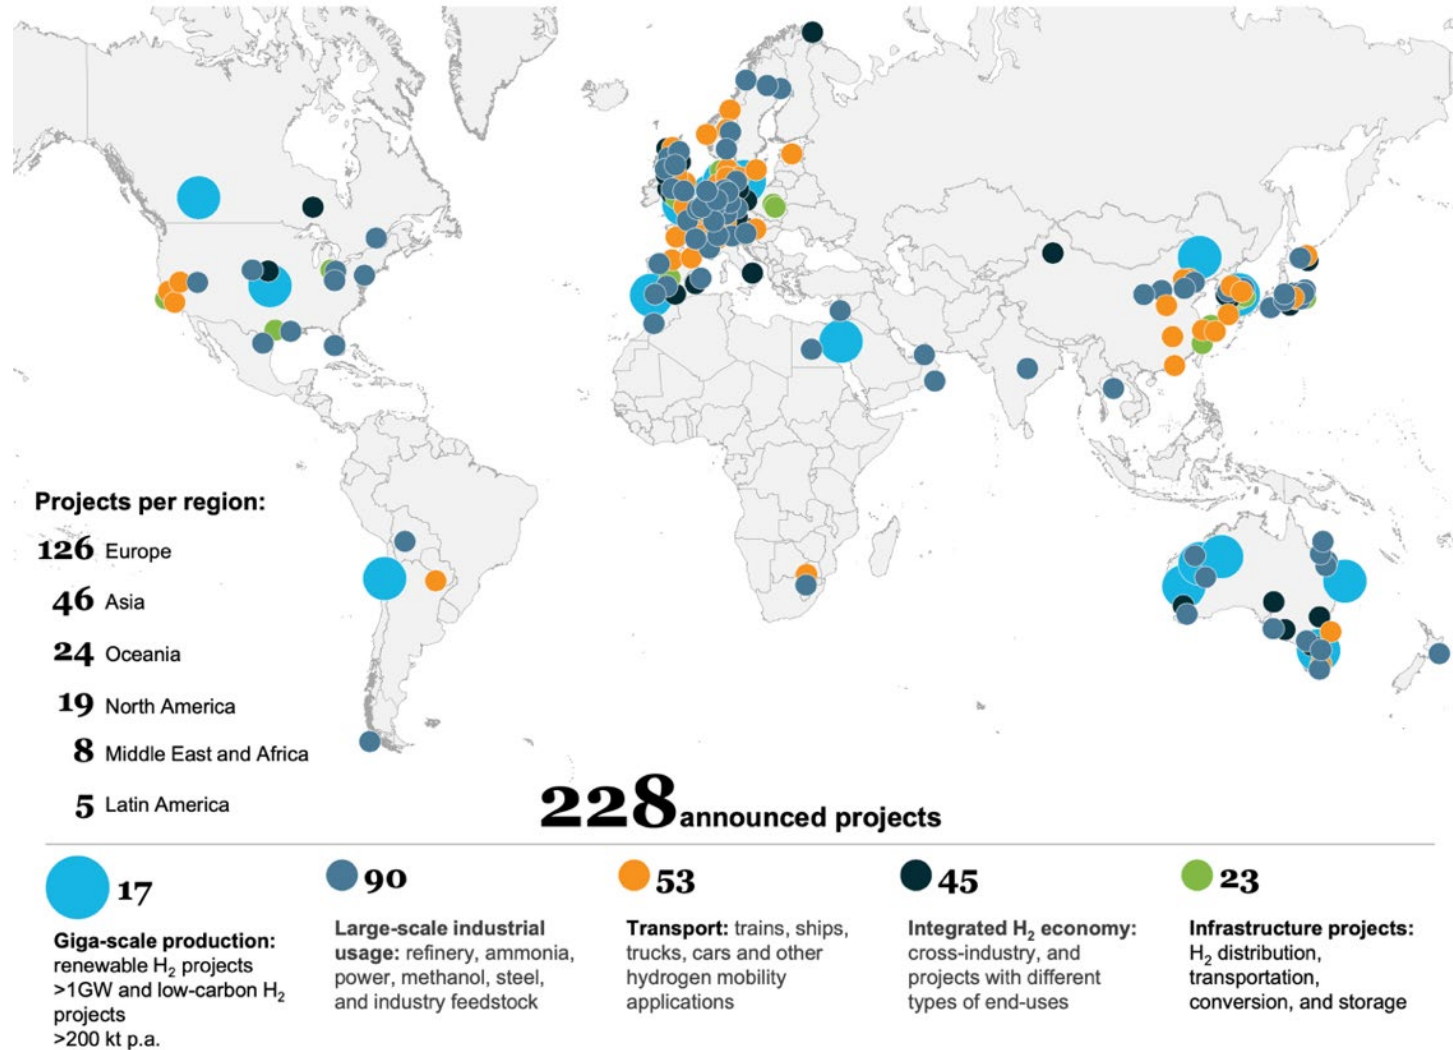 Projects per region:
126 Europe
46 Asia
24 Oceania
19 North America
8 Middle East and Africa
5 Latin America
228 announced projects
17
Giga-scale production:
renewable H₂ projects
>1GW and low-carbon H₂
projects
>200 kt p.a.
90
Large-scale industrial
usage: refinery, ammonia,
power, methanol, steel,
and industry feedstock
53
Transport: trains, ships,
trucks, cars and other
hydrogen mobility
applications
45
Integrated H₂ economy:
cross-industry, and
projects with different
types of end-uses
23
Infrastructure projects:
H₂ distribution,
transportation,
conversion, and storage